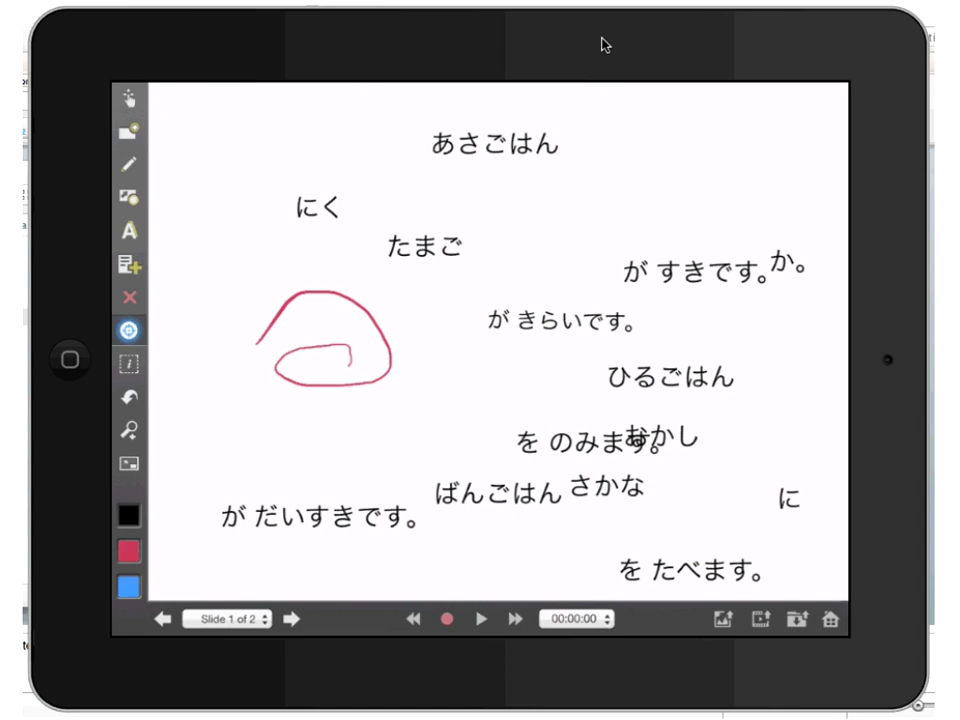 あさごはん
にく
たまご
が すきです。
か。
が きらいです。
ひるごはん
を のみます。
おかし
ばんごはん
さかな
に
が だいすきです。
を たべます。
Slide 1 of 2
00:00:00